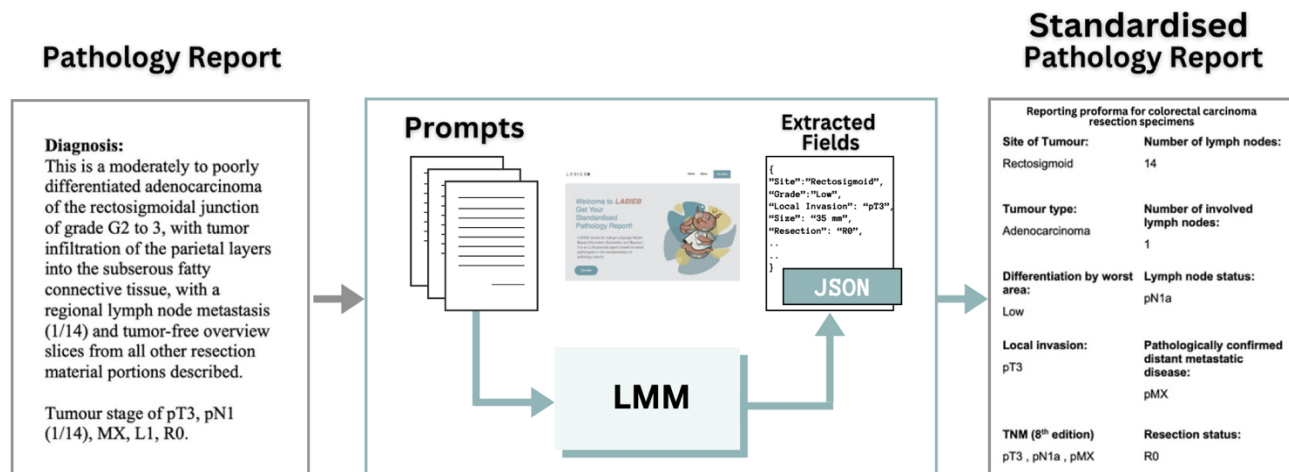 Pathology Report
Diagnosis:
This is a moderately to poorly
differentiated adenocarcinoma
of the rectosigmoidal junction
of grade G2 to 3, with tumor
infiltration of the parietal layers
into the subserous fatty
connective tissue, with a
regional lymph node metastasis
(1/14) and tumor-free overview
slices from all other resection
material portions described.
Tumour stage of pT3, pN1
(1/14), MX, L1, R0.
Prompts
LABIEB
Home
About
Welcome to LABIEB
Get Your
Standardised
Pathology Report!
Try Now
Extracted
Fields
{
"Site":"Rectosigmoid",
"Grade":"Low",
"Local Invasion": "pT3",
"Size": "35 mm",
"Resection": "R0",
..
..
}
JSON
LMM
Standardised
Pathology Report
Reporting proforma for colorectal carcinoma
resection specimens
Site of Tumour:
Rectosigmoid
Number of lymph nodes:
14
Tumour type:
Adenocarcinoma
Number of involved
lymph nodes:
1
Differentiation by worst
area:
Low
Lymph node status:
pN1a
Local invasion:
pT3
Pathologically confirmed
distant metastatic
disease:
pMX
TNM (8th edition)
pT3 , pN1a , pMX
Resection status:
R0